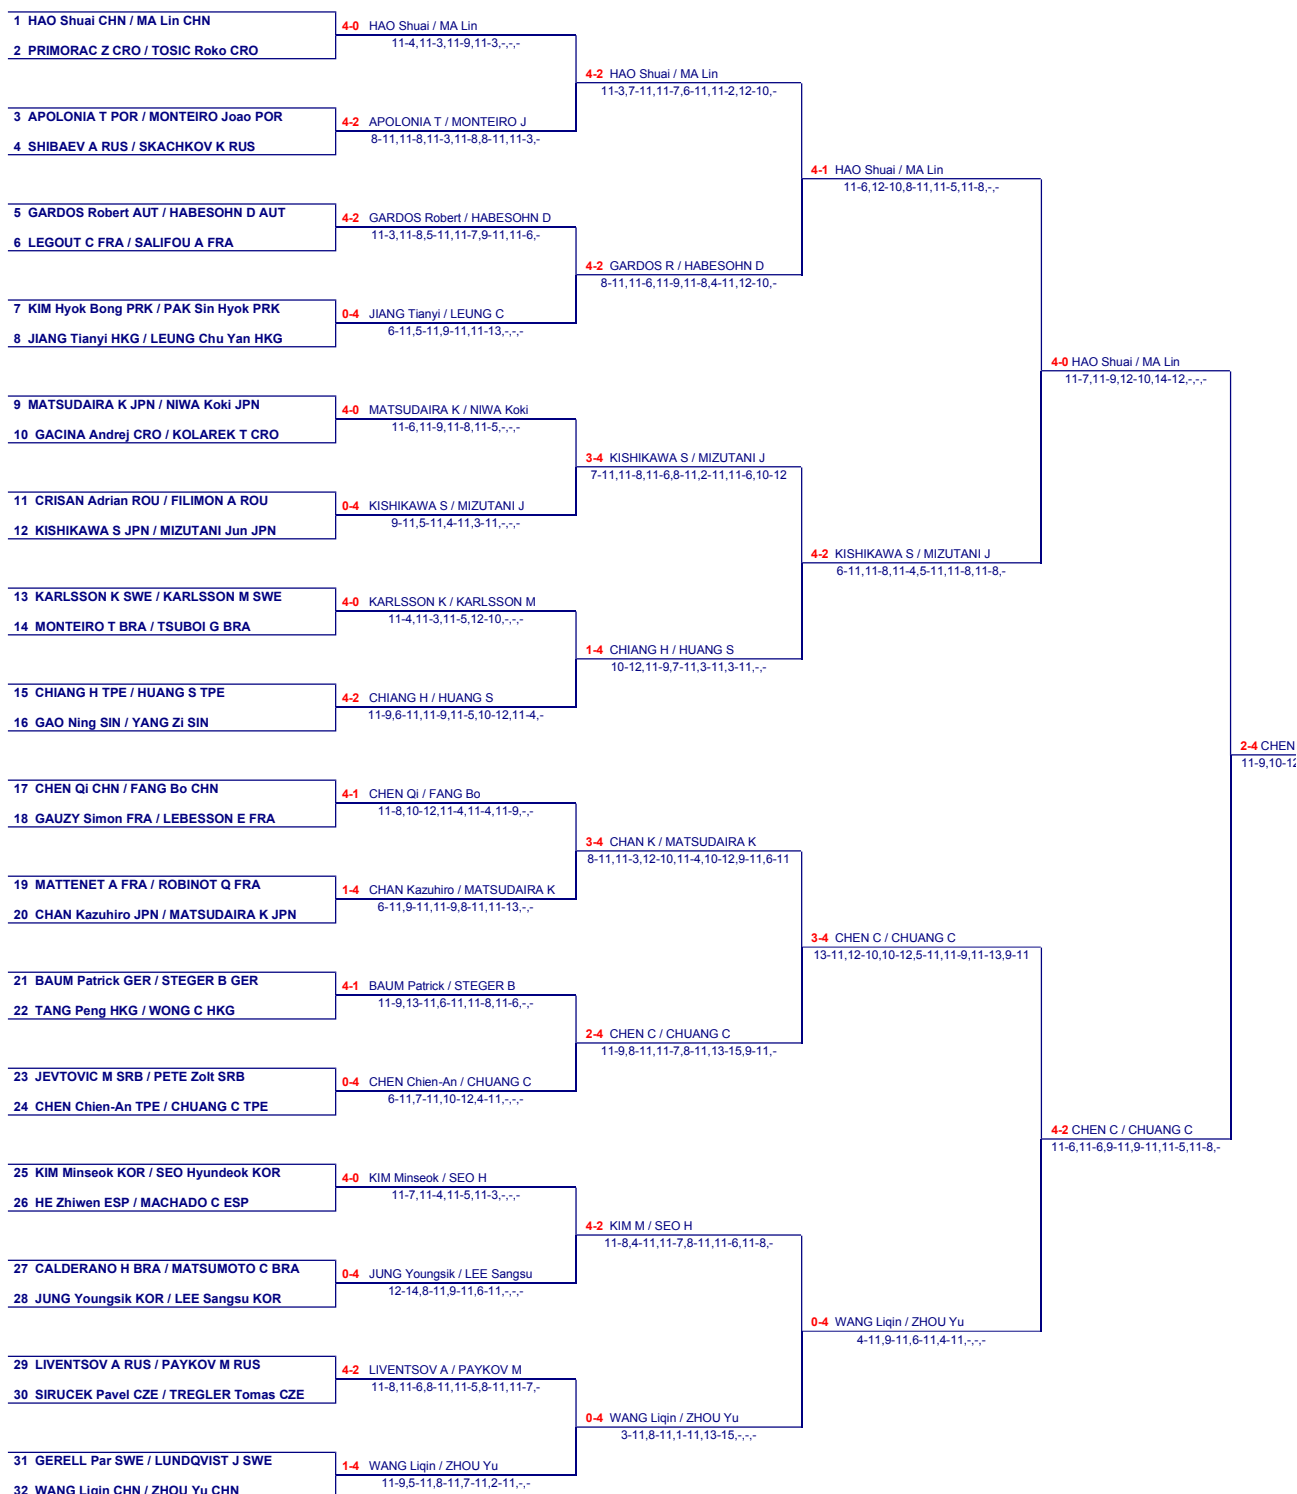 1 HAO Shuai CHN / MA Lin CHN
4-0 HAO Shuai / MA Lin
11-4,11-3,11-9,11-3,-,-,-
2 PRIMORAC Z CRO / TOSIC Roko CRO
4-2 HAO Shuai / MA Lin
11-3,7-11,11-7,6-11,11-2,12-10,-
3 APOLONIA T POR / MONTEIRO Joao POR
4-2 APOLONIA T / MONTEIRO J
8-11,11-8,11-3,11-8,8-11,11-3,-
4 SHIBAEV A RUS / SKACHKOV K RUS
4-1 HAO Shuai / MA Lin
11-6,12-10,8-11,11-5,11-8,-,-
5 GARDOS Robert AUT / HABESOHN D AUT
4-2 GARDOS Robert / HABESOHN D
11-3,11-8,5-11,11-7,9-11,11-6,-
6 LEGOUT C FRA / SALIFOU A FRA
4-2 GARDOS R / HABESOHN D
8-11,11-6,11-9,11-8,4-11,12-10,-
7 KIM Hyok Bong PRK / PAK Sin Hyok PRK
0-4 JIANG Tianyi / LEUNG C
6-11,5-11,9-11,11-13,-,-,-
8 JIANG Tianyi HKG / LEUNG Chu Yan HKG
4-0 HAO Shuai / MA Lin
11-7,11-9,12-10,14-12,-,-,-
9 MATSUDAIRA K JPN / NIWA Koki JPN
4-0 MATSUDAIRA K / NIWA Koki
11-6,11-9,11-8,11-5,-,-,-
10 GACINA Andrej CRO / KOLAREK T CRO
3-4 KISHIKAWA S / MIZUTANI J
7-11,11-8,11-6,8-11,2-11,11-6,10-12
11 CRISAN Adrian ROU / FILIMON A ROU
0-4 KISHIKAWA S / MIZUTANI J
9-11,5-11,4-11,3-11,-,-,-
12 KISHIKAWA S JPN / MIZUTANI Jun JPN
4-2 KISHIKAWA S / MIZUTANI J
6-11,11-8,11-4,5-11,11-8,11-8,-
13 KARLSSON K SWE / KARLSSON M SWE
4-0 KARLSSON K / KARLSSON M
11-4,11-3,11-5,12-10,-,-,-
14 MONTEIRO T BRA / TSUBOI G BRA
1-4 CHIANG H / HUANG S
10-12,11-9,7-11,3-11,3-11,-,-
15 CHIANG H TPE / HUANG S TPE
4-2 CHIANG H / HUANG S
11-9,6-11,11-9,11-5,10-12,11-4,-
16 GAO Ning SIN / YANG Zi SIN
2-4 CHEN
11-9,10-12
17 CHEN Qi CHN / FANG Bo CHN
4-1 CHEN Qi / FANG Bo
11-8,10-12,11-4,11-4,11-9,-,-
18 GAUZY Simon FRA / LEBESSON E FRA
3-4 CHAN K / MATSUDAIRA K
8-11,11-3,12-10,11-4,10-12,9-11,6-11
19 MATTENET A FRA / ROBINOT Q FRA
1-4 CHAN Kazuhiro / MATSUDAIRA K
6-11,9-11,11-9,8-11,11-13,-,-
20 CHAN Kazuhiro JPN / MATSUDAIRA K JPN
3-4 CHEN C / CHUANG C
13-11,12-10,10-12,5-11,11-9,11-13,9-11
21 BAUM Patrick GER / STEGER B GER
4-1 BAUM Patrick / STEGER B
11-9,13-11,6-11,11-8,11-6,-,-
22 TANG Peng HKG / WONG C HKG
2-4 CHEN C / CHUANG C
11-9,8-11,11-7,8-11,13-15,9-11,-
23 JEVTOVIC M SRB / PETE Zolt SRB
0-4 CHEN Chien-An / CHUANG C
6-11,7-11,10-12,4-11,-,-,-
24 CHEN Chien-An TPE / CHUANG C TPE
4-2 CHEN C / CHUANG C
11-6,11-6,9-11,9-11,11-5,11-8,-
25 KIM Minseok KOR / SEO Hyundeok KOR
4-0 KIM Minseok / SEO H
11-7,11-4,11-5,11-3,-,-,-
26 HE Zhiwen ESP / MACHADO C ESP
4-2 KIM M / SEO H
11-8,4-11,11-7,8-11,11-6,11-8,-
27 CALDERANO H BRA / MATSUMOTO C BRA
0-4 JUNG Youngsik / LEE Sangsu
12-14,8-11,9-11,6-11,-,-,-
28 JUNG Youngsik KOR / LEE Sangsu KOR
0-4 WANG Liqin / ZHOU Yu
4-11,9-11,6-11,4-11,-,-,-
29 LIVENTSOV A RUS / PAYKOV M RUS
4-2 LIVENTSOV A / PAYKOV M
11-8,11-6,8-11,11-5,8-11,11-7,-
30 SIRUCEK Pavel CZE / TREGLER Tomas CZE
0-4 WANG Liqin / ZHOU Yu
3-11,8-11,1-11,13-15,-,-,-
31 GERELL Par SWE / LUNDQVIST J SWE
1-4 WANG Liqin / ZHOU Yu
11-9,5-11,8-11,7-11,2-11,-,-
32 WANG Liqin CHN / ZHOU Yu CHN